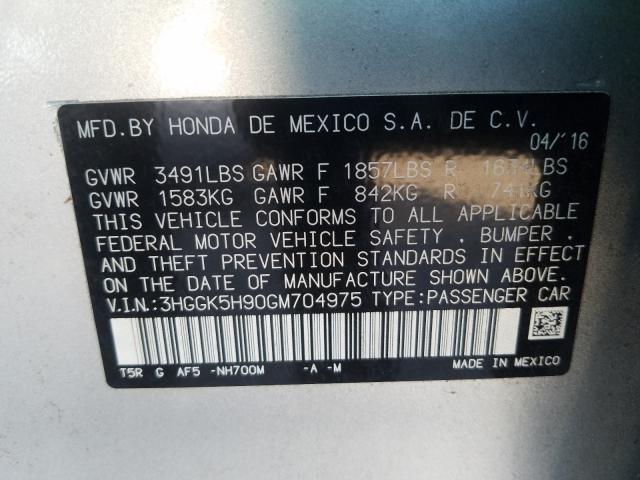 MFD.BY HONDA DE MEXICO S.A. DE C.V.
04/'16
GVWR 3491LBS GAWR F 1857LBS R 1634LBS
GVWR 1583KG GAWR F 842KG R 741KG
THIS VEHICLE CONFORMS TO ALL APPLICABLE
FEDERAL MOTOR VEHICLE SAFETY , BUMPER ,
AND THEFT PREVENTION STANDARDS IN EFFECT
ON THE DATE OF MANUFACTURE SHOWN ABOVE.
V.I.N.:3HGGK5H90GM704975 TYPE:PASSENGER CAR
T5R G AF5 -NH700M -A -M
MADE IN MEXICO